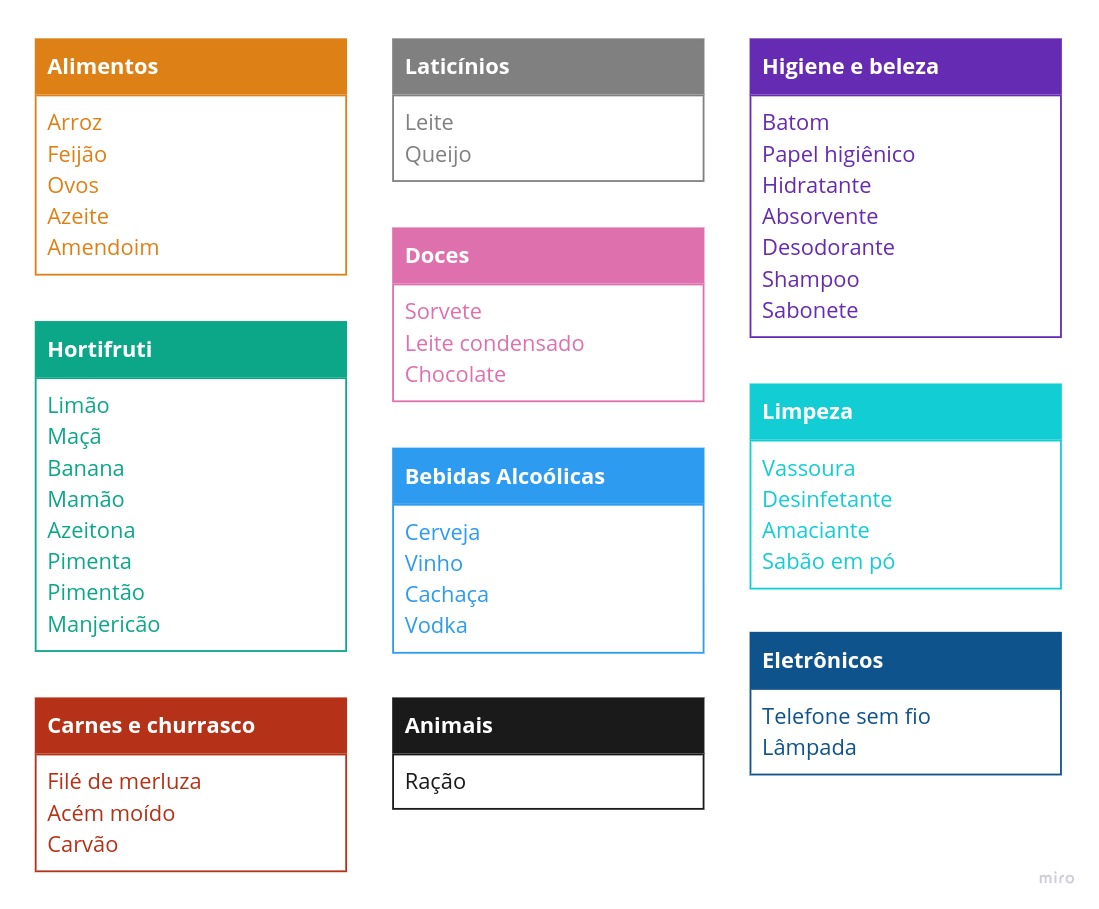 Alimentos
Arroz
Feijão
Ovos
Azeite
Amendoim
Hortifruti
Limão
Maçã
Banana
Mamão
Azeitona
Pimenta
Pimentão
Manjericão
Carnes e churrasco
Filé de merluza
Acém moído
Carvão
Laticínios
Leite
Queijo
Doces
Sorvete
Leite condensado
Chocolate
Bebidas Alcoólicas
Cerveja
Vinho
Cachaça
Vodka
Animais
Ração
Higiene e beleza
Batom
Papel higiênico
Hidratante
Absorvente
Desodorante
Shampoo
Sabonete
Limpeza
Vassoura
Desinfetante
Amaciante
Sabão em pó
Eletrônicos
Telefone sem fio
Lâmpada
miro